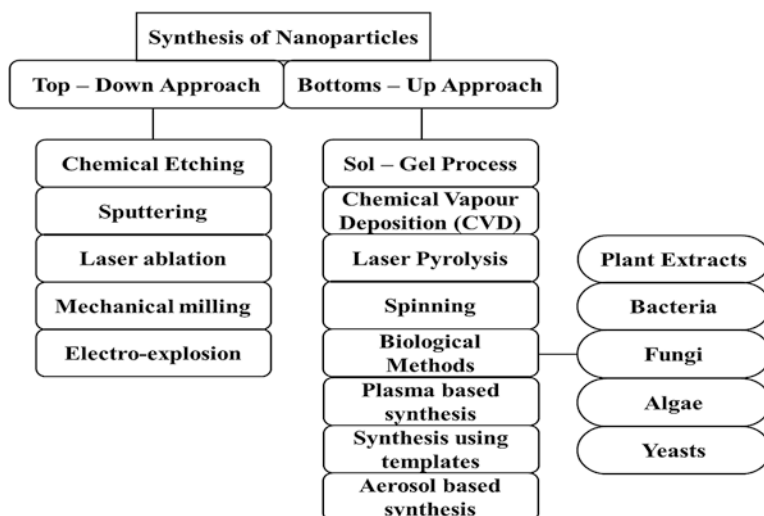 Synthesis of Nanoparticles
Top – Down Approach
Bottoms – Up Approach
Chemical Etching
Sputtering
Laser ablation
Mechanical milling
Electro-explosion
Sol – Gel Process
Chemical Vapour
Deposition (CVD)
Laser Pyrolysis
Spinning
Biological
Methods
Plasma based
synthesis
Synthesis using
templates
Aerosol based
synthesis
Plant Extracts
Bacteria
Fungi
Algae
Yeasts